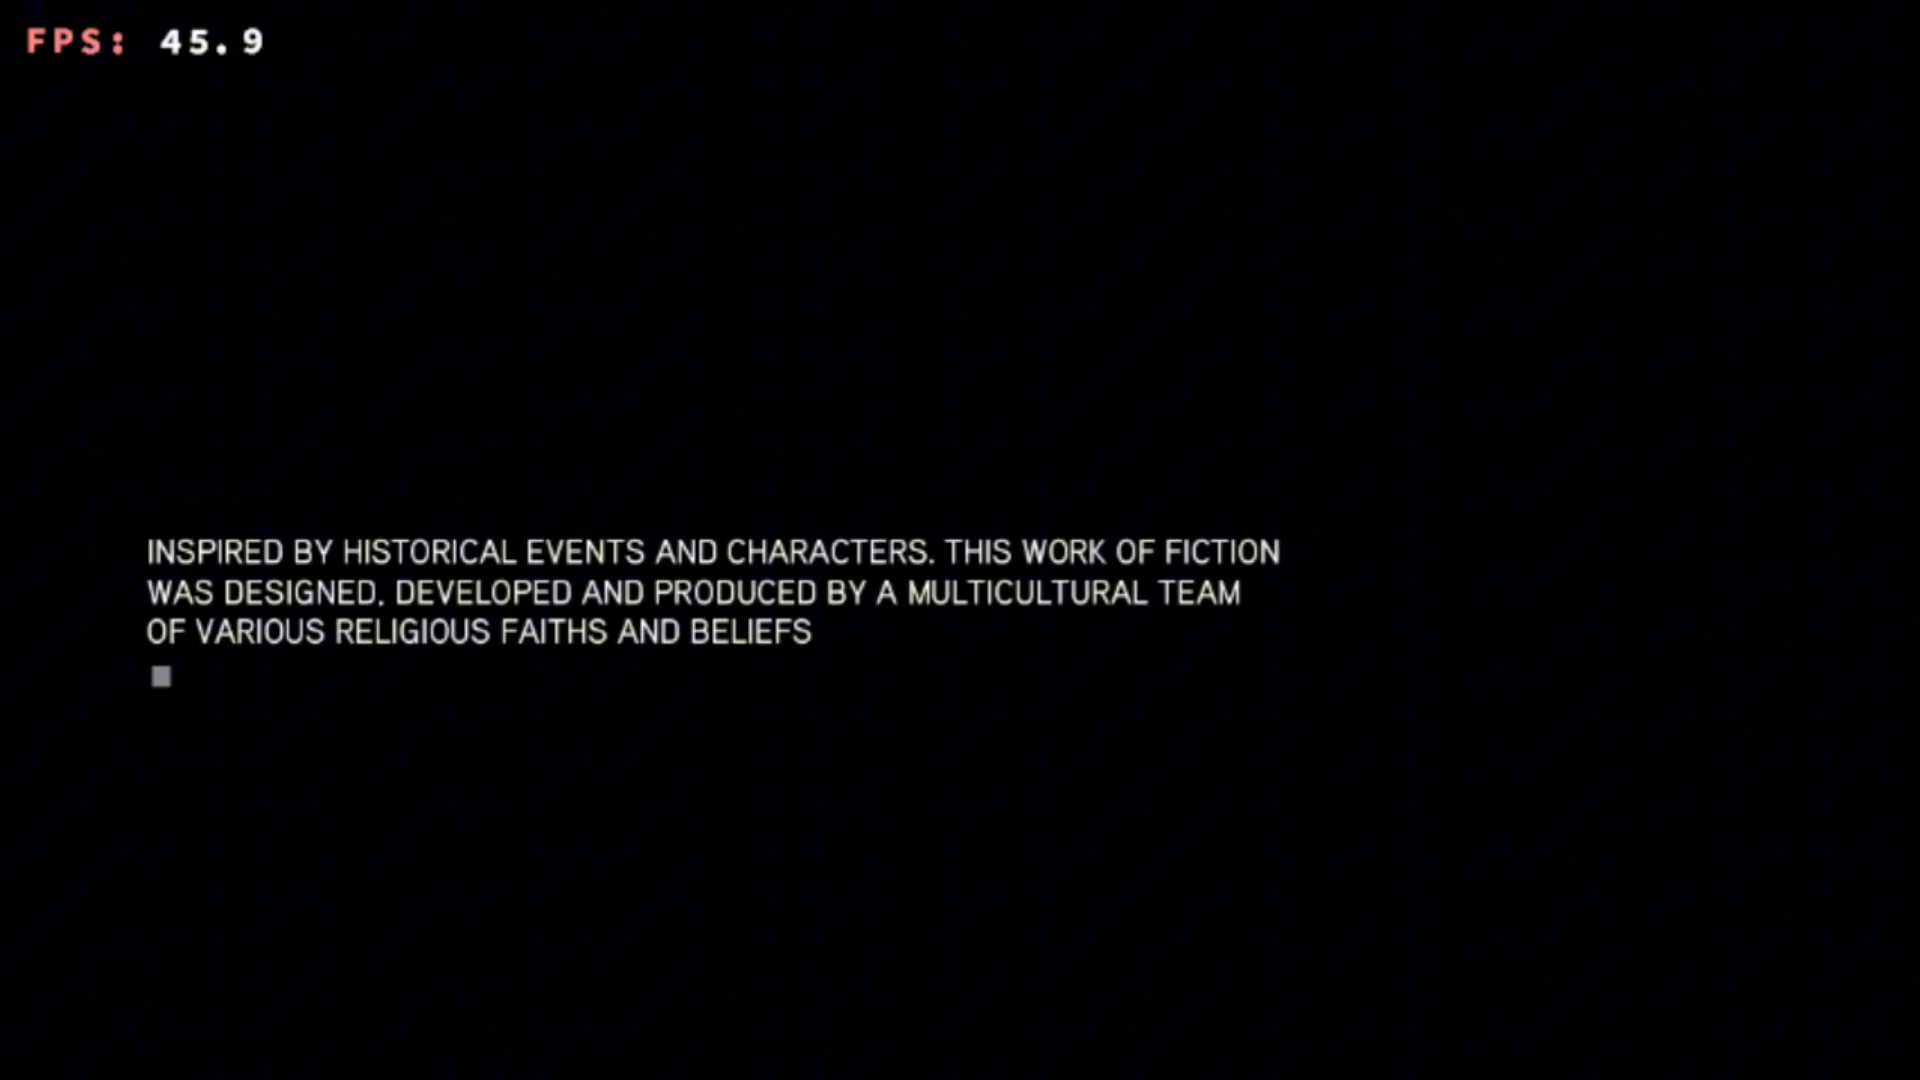 FPS: 45.9
INSPIRED BY HISTORICAL EVENTS AND CHARACTERS. THIS WORK OF FICTION
WAS DESIGNED, DEVELOPED AND PRODUCED BY A MULTICULTURAL TEAM
OF VARIOUS RELIGIOUS FAITHS AND BELIEFS